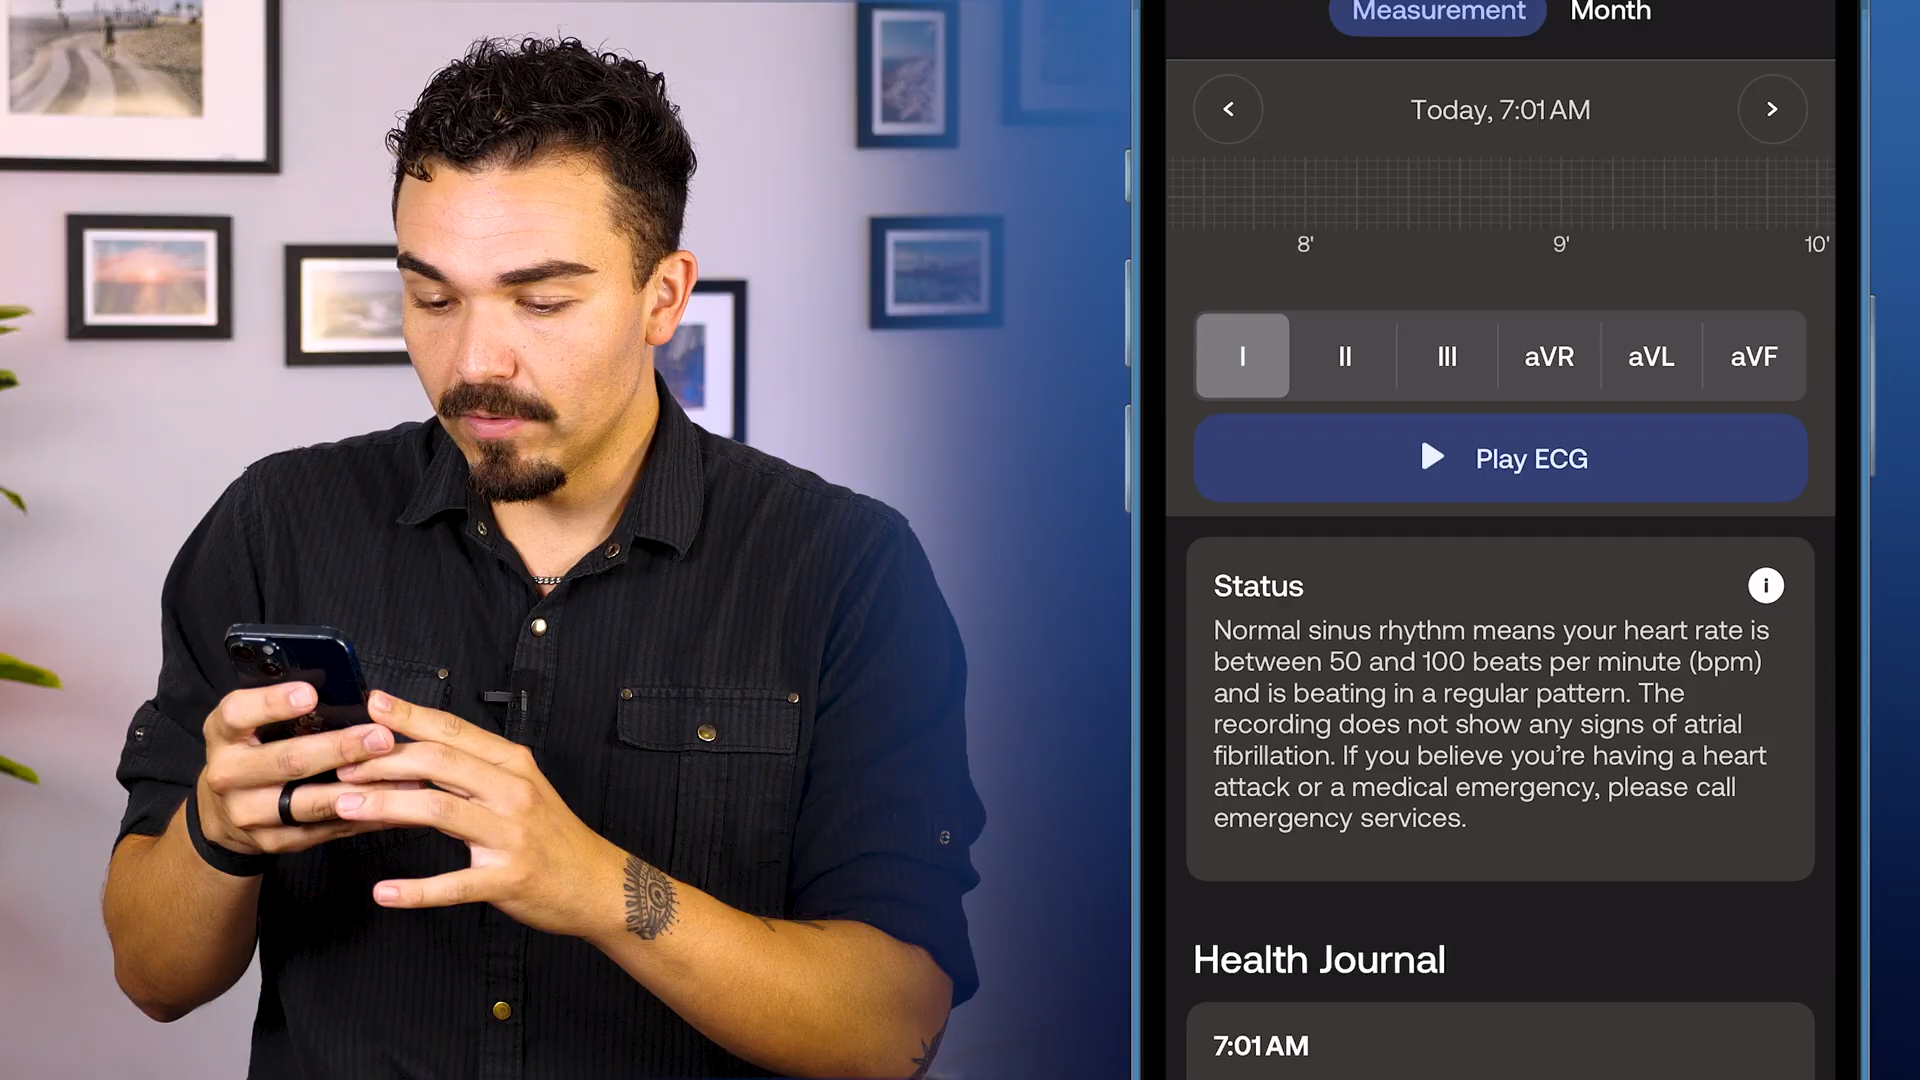 Measurement Month
Today, 7:01 AM
8' 9' 10'
I II III aVR aVL aVF
Play ECG
Status
Normal sinus rhythm means your heart rate is
between 50 and 100 beats per minute (bpm)
and is beating in a regular pattern. The
recording does not show any signs of atrial
fibrillation. If you believe you’re having a heart
attack or a medical emergency, please call
emergency services.
Health Journal
7:01 AM